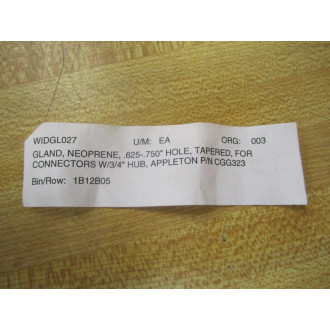 WIDGL027 U/M: EA ORG: 003
GLAND, NEOPRENE, .625-.750" HOLE, TAPERED, FOR
CONNECTORS W/3/4" HUB, APPLETON P/N CGG323
Bin/Row: 1B12B05